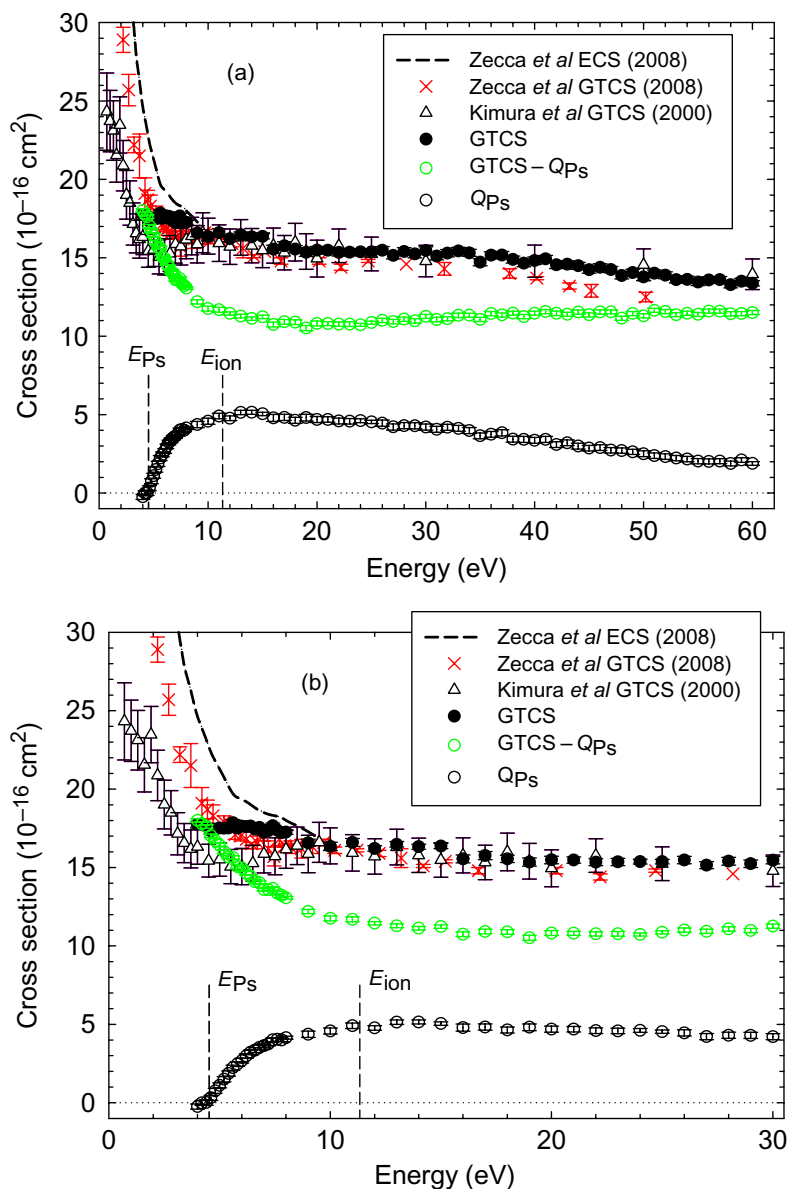 30
25
20
15
10
5
0
Cross section (10⁻¹⁶ cm²)
(a)
Zecca et al ECS (2008)
Zecca et al GTCS (2008)
Kimura et al GTCS (2000)
GTCS
GTCS – QPs
QPs
EPs
Eion
0 10 20 30 40 50 60
Energy (eV)
30
25
20
15
10
5
0
Cross section (10⁻¹⁶ cm²)
(b)
Zecca et al ECS (2008)
Zecca et al GTCS (2008)
Kimura et al GTCS (2000)
GTCS
GTCS – QPs
QPs
EPs
Eion
0 10 20 30
Energy (eV)